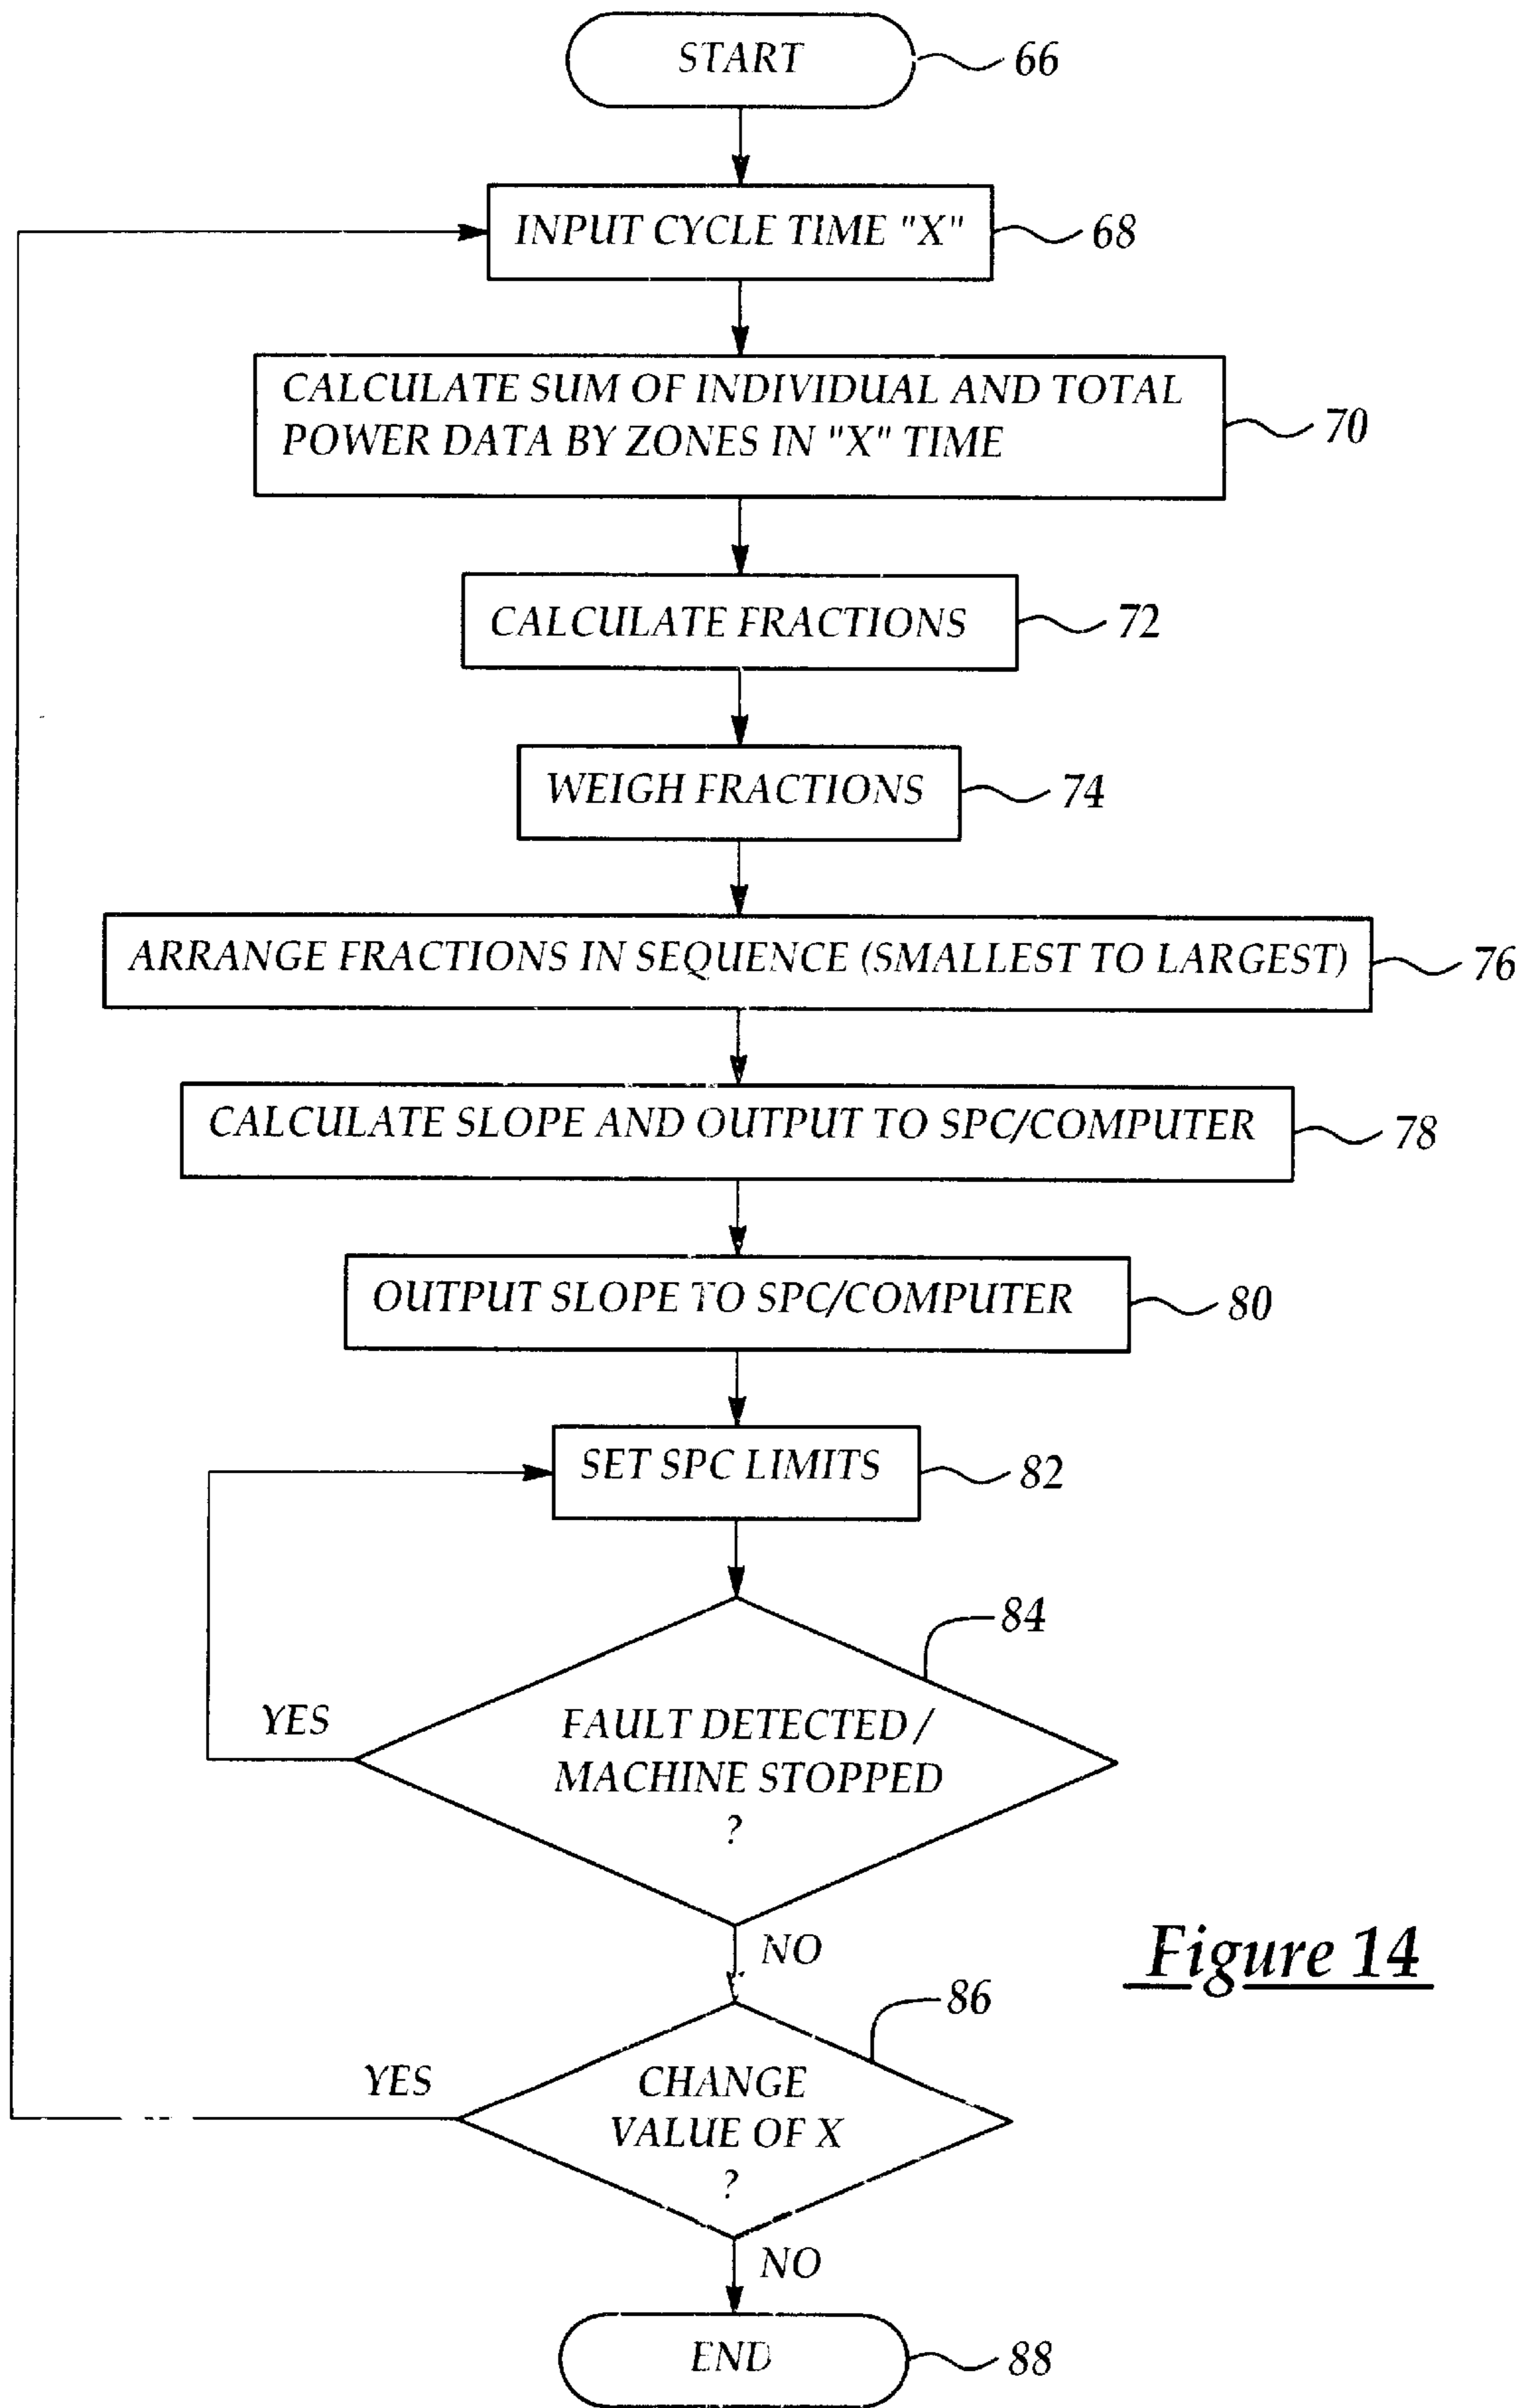 START
66
INPUT CYCLE TIME "X"
68
CALCULATE SUM OF INDIVIDUAL AND TOTAL
POWER DATA BY ZONES IN "X" TIME
70
CALCULATE FRACTIONS
72
WEIGH FRACTIONS
74
ARRANGE FRACTIONS IN SEQUENCE (SMALLEST TO LARGEST)
76
CALCULATE SLOPE AND OUTPUT TO SPC/COMPUTER
78
OUTPUT SLOPE TO SPC/COMPUTER
80
SET SPC LIMITS
82
84
YES
FAULT DETECTED /
MACHINE STOPPED
?
NO
Figure 14
86
YES
CHANGE
VALUE OF X
?
NO
END
88